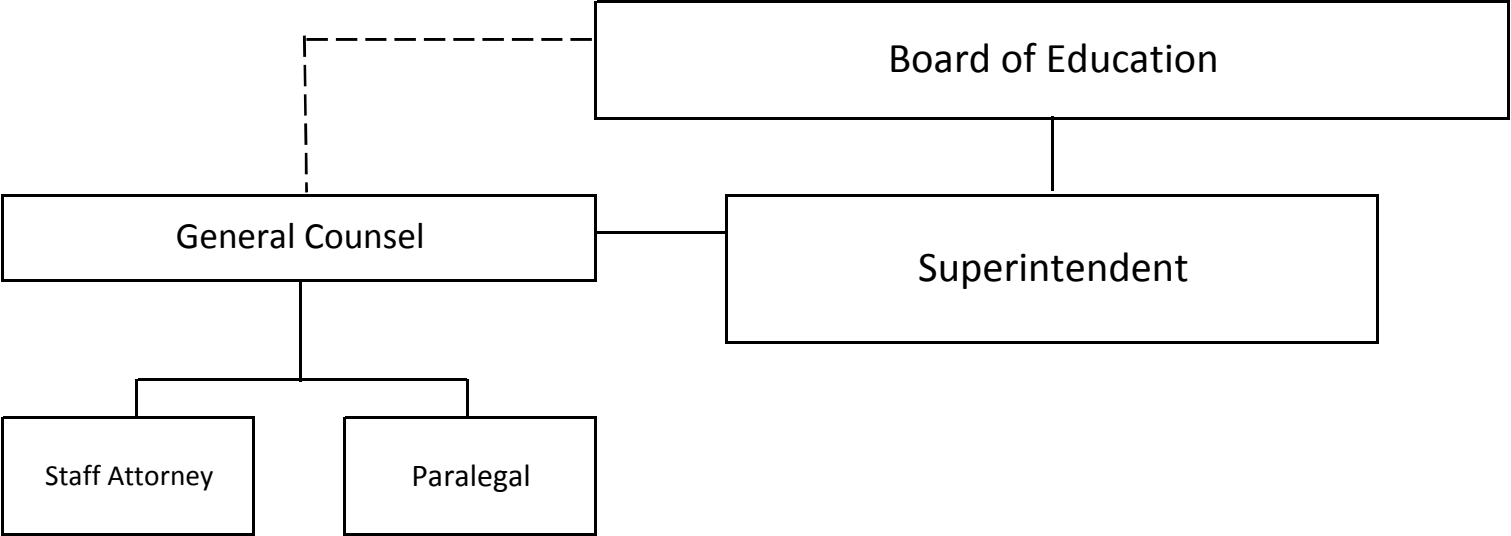 Board of Education
General Counsel
Superintendent
Staff Attorney
Paralegal